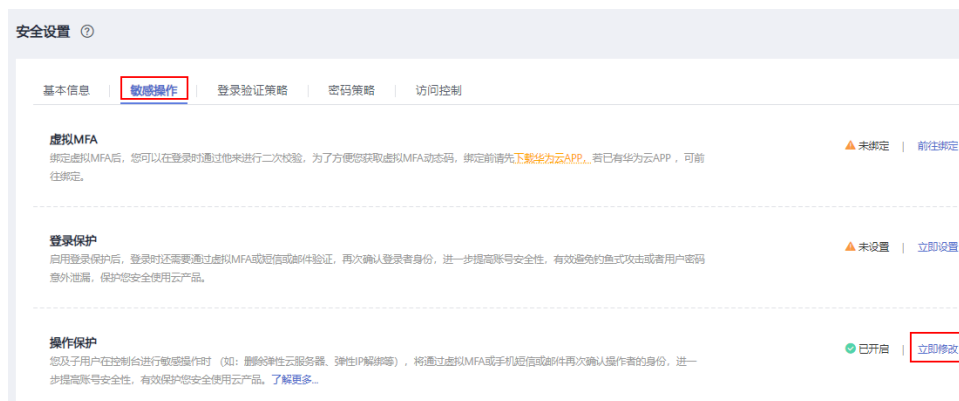 安全设置 ?
基本信息 敏感操作 登录验证策略 密码策略 访问控制
虚拟MFA
绑定虚拟MFA后，您可以在登录时通过他来进行二次校验，为了方便您获取虚拟MFA动态码，绑定前请先下载华为云APP，若已有华为云APP ，可前
往绑定。
未绑定 | 前往绑定
登录保护
启用登录保护后，登录时还需要通过虚拟MFA或短信或邮件验证，再次确认登录者身份，进一步提高账号安全性，有效避免钓鱼式攻击或者用户密码
意外泄漏，保护您安全使用云产品。
未设置 | 立即设置
操作保护
您及子用户在控制台进行敏感操作时 （如：删除弹性云服务器、弹性IP解绑等），将通过虚拟MFA或手机短信或邮件再次确认操作者的身份，进一
步提高账号安全性，有效保护您安全使用云产品。了解更多...
已开启 | 立即修改